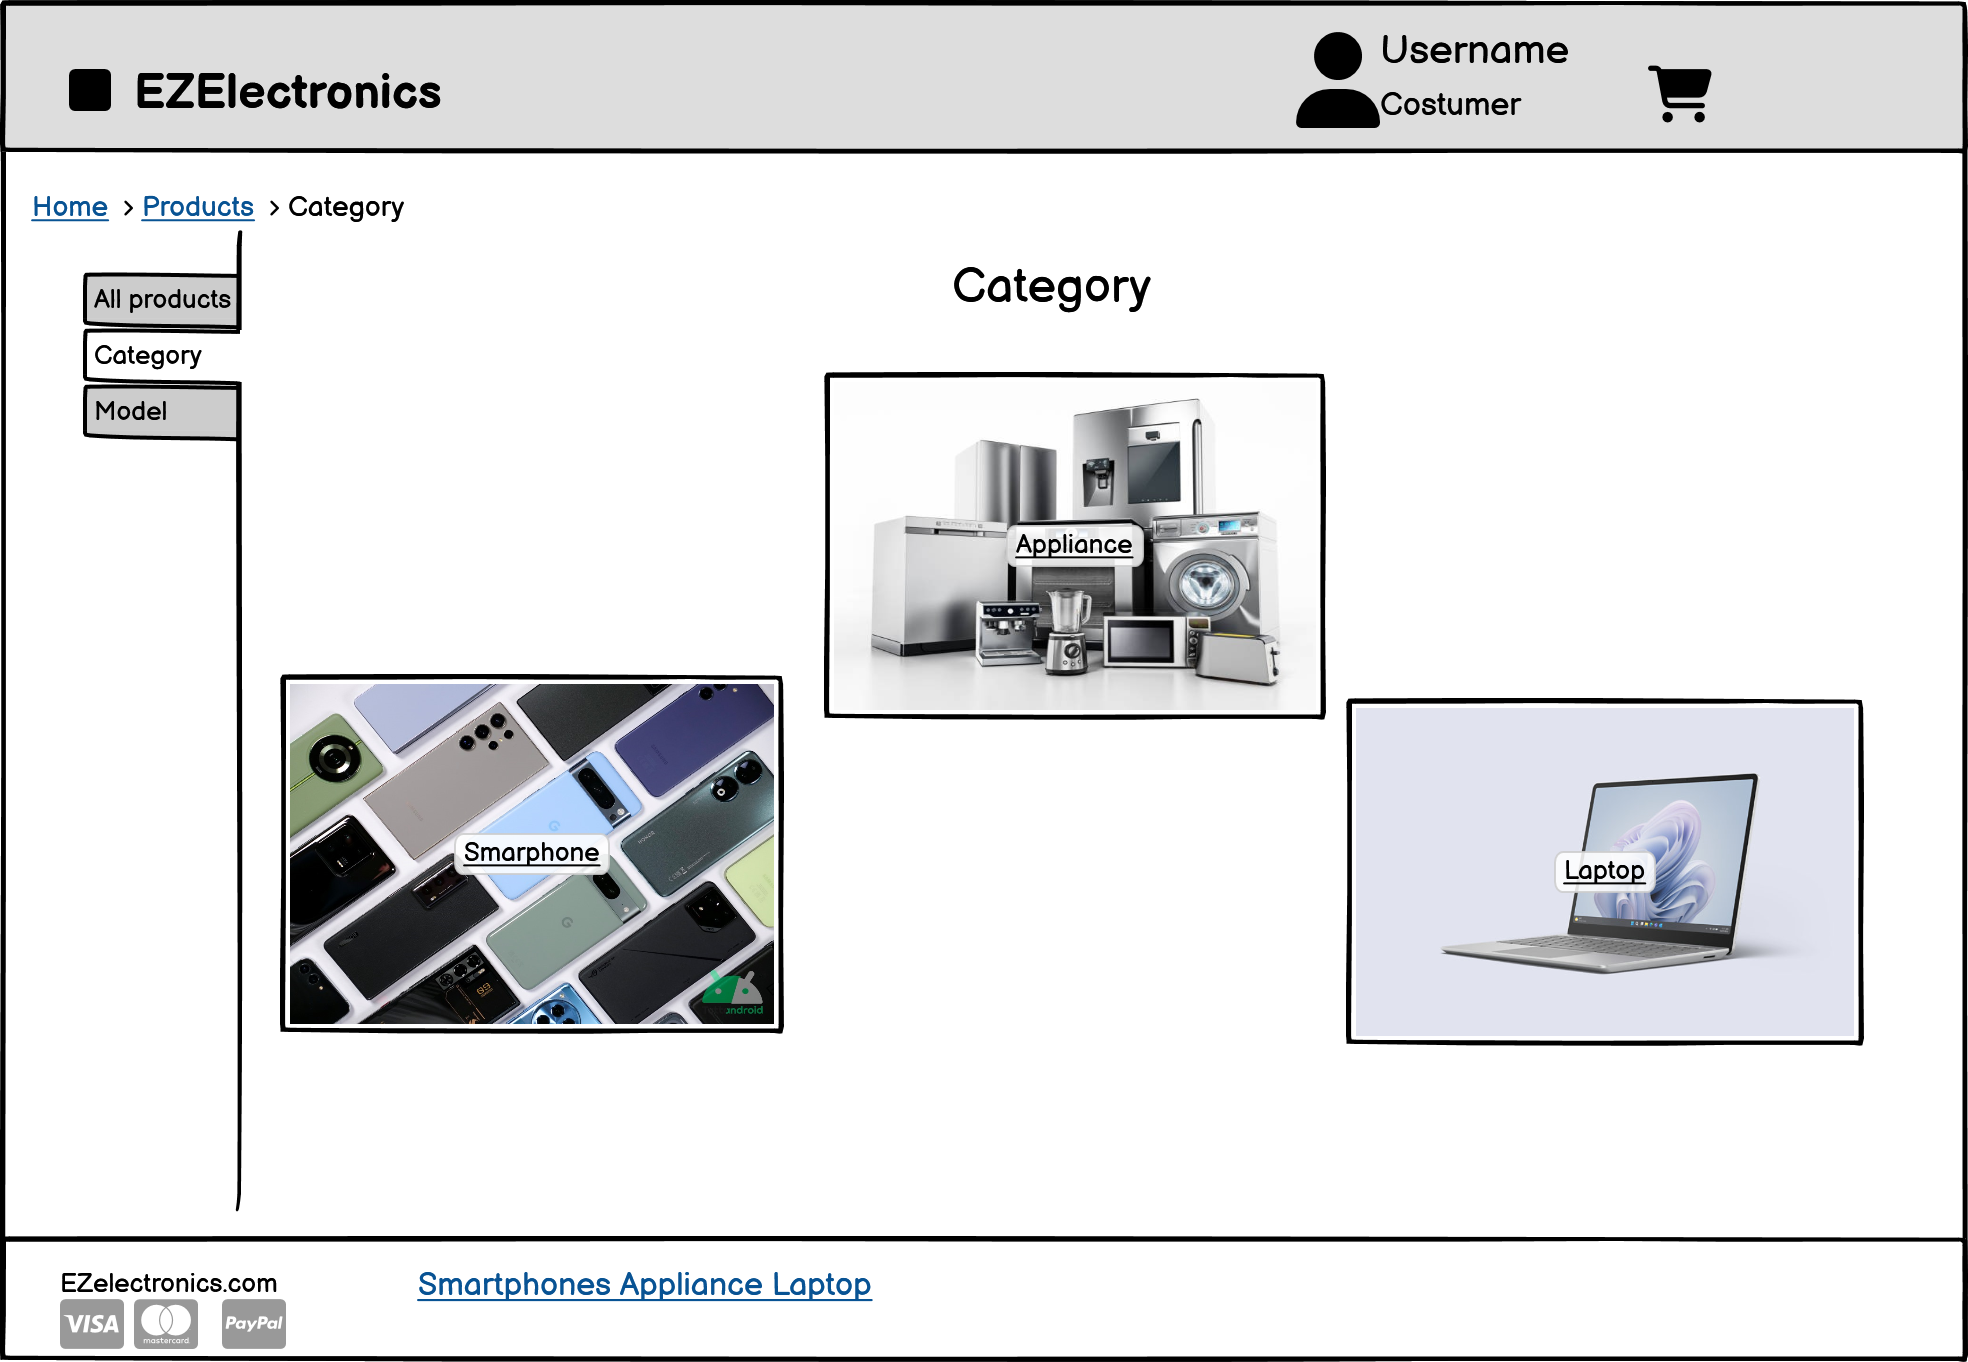 EZElectronics
Username
Costumer
Home > Products > Category
All products
Category
Model
Category
Appliance
Smarphone
HONOR
android
Laptop
EZelectronics.com
Smartphones Appliance Laptop
VISA
mastercard
PayPal